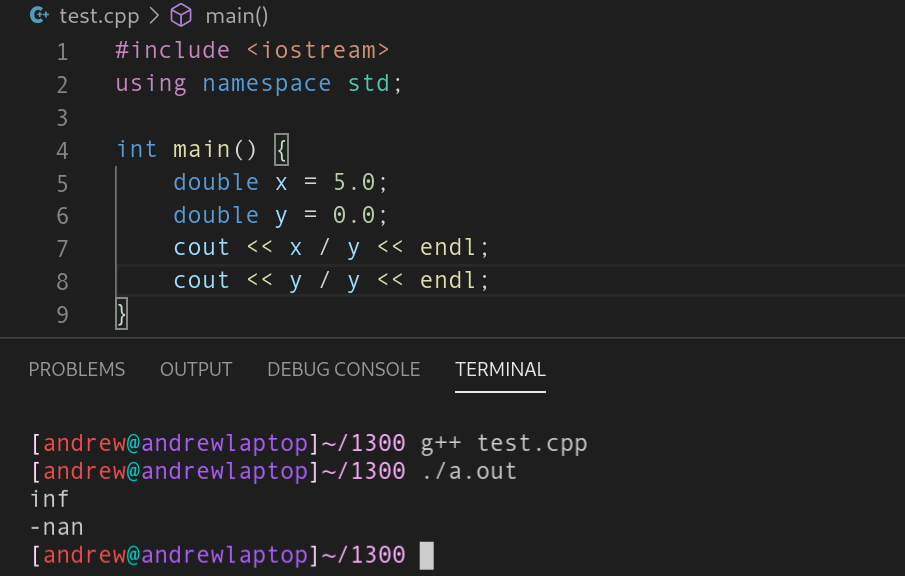 test.cpp > main()
1 #include <iostream>
2 using namespace std;
3
4 int main() {
5     double x = 5.0;
6     double y = 0.0;
7     cout << x / y << endl;
8     cout << y / y << endl;
9 }
PROBLEMS OUTPUT DEBUG CONSOLE TERMINAL
[andrew@andrewlaptop]~/1300 g++ test.cpp
[andrew@andrewlaptop]~/1300 ./a.out
inf
-nan
[andrew@andrewlaptop]~/1300